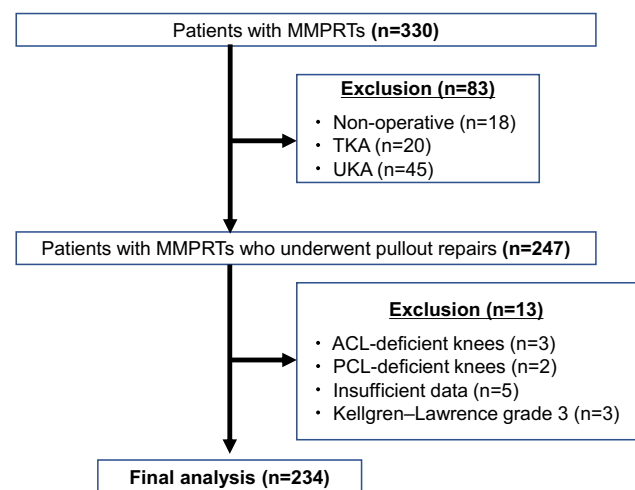 Patients with MMPRTs (n=330)
Exclusion (n=83)
・ Non-operative (n=18)
・ TKA (n=20)
・ UKA (n=45)
Patients with MMPRTs who underwent pullout repairs (n=247)
Exclusion (n=13)
・ ACL-deficient knees (n=3)
・ PCL-deficient knees (n=2)
・ Insufficient data (n=5)
・ Kellgren–Lawrence grade 3 (n=3)
Final analysis (n=234)